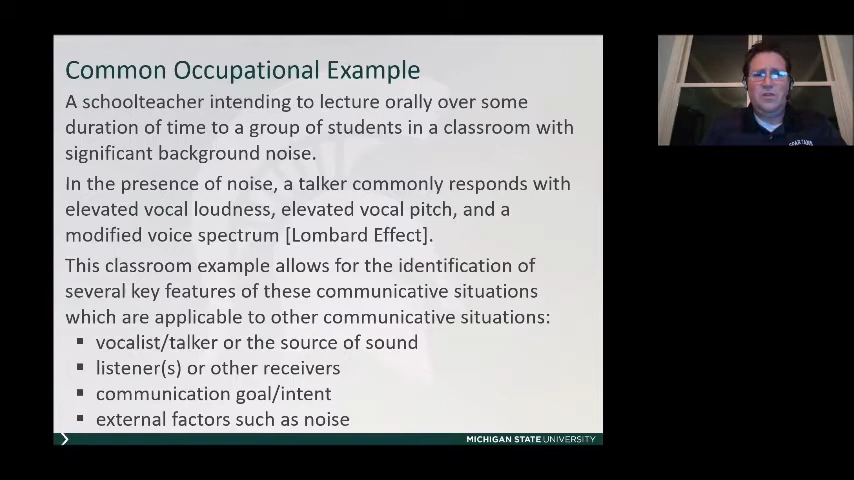 Common Occupational Example
A schoolteacher intending to lecture orally over some
duration of time to a group of students in a classroom with
significant background noise.
In the presence of noise, a talker commonly responds with
elevated vocal loudness, elevated vocal pitch, and a
modified voice spectrum [Lombard Effect].
This classroom example allows for the identification of
several key features of these communicative situations
which are applicable to other communicative situations:
▪ vocalist/talker or the source of sound
▪ listener(s) or other receivers
▪ communication goal/intent
▪ external factors such as noise
MICHIGAN STATE UNIVERSITY
SPARTANS